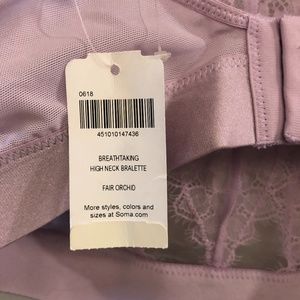 0618
451010147436
BREATHTAKING
HIGH NECK BRALETTE
FAIR ORCHID
More styles, colors and
sizes at Soma.com